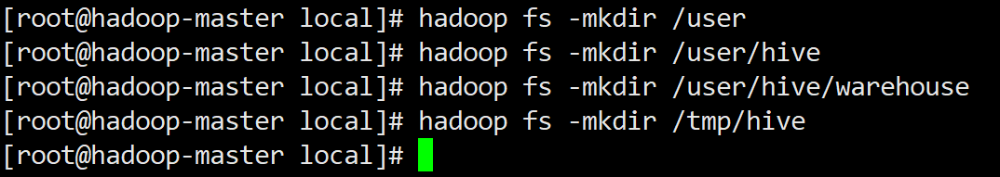 [root@hadoop-master local]# hadoop fs -mkdir /user
[root@hadoop-master local]# hadoop fs -mkdir /user/hive
[root@hadoop-master local]# hadoop fs -mkdir /user/hive/warehouse
[root@hadoop-master local]# hadoop fs -mkdir /tmp/hive
[root@hadoop-master local]#